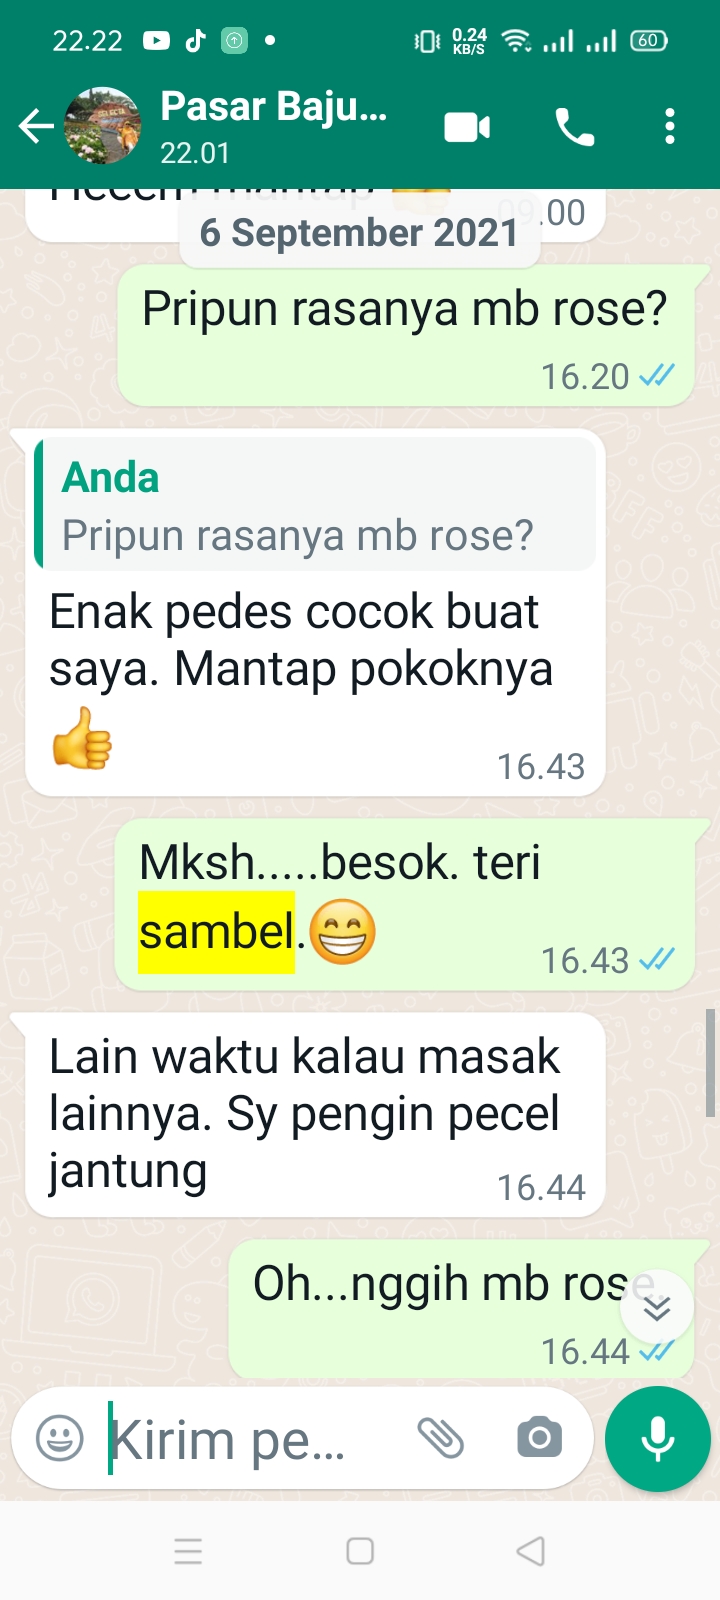 22.22
0.24
KB/S
60
Pasar Baju...
22.01
mantap
.00
6 September 2021
Pripun rasanya mb rose?
16.20
Anda
Pripun rasanya mb rose?
Enak pedes cocok buat
saya. Mantap pokoknya
16.43
Mksh.....besok. teri
sambel.
16.43
Lain waktu kalau masak
lainnya. Sy pengin pecel
jantung
16.44
Oh...nggih mb rose.
16.44
Kirim pe...